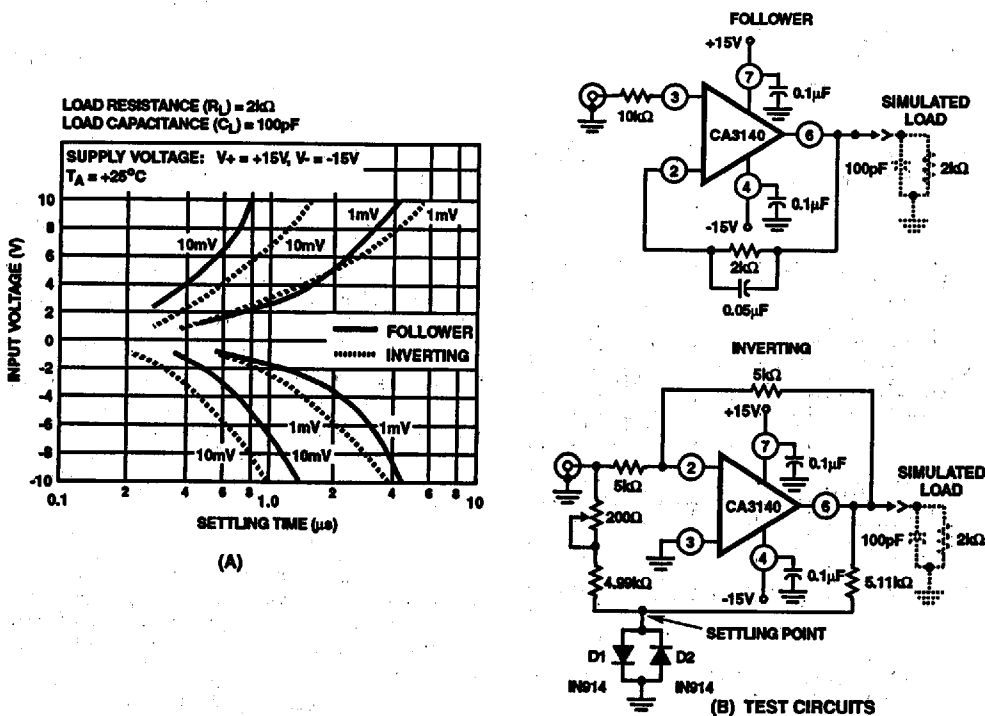 LOAD RESISTANCE (RL) = 2kΩ
LOAD CAPACITANCE (CL) = 100pF
SUPPLY VOLTAGE: V+ = +15V, V- = -15V
TA = +25°C
10
8
6
4
2
0
-2
-4
-6
-8
-10
INPUT VOLTAGE (V)
10mV
10mV
1mV
1mV
FOLLOWER
INVERTING
10mV
10mV
1mV
1mV
0.1
2
4
6
8
1.0
2
4
6
8
10
SETTLING TIME (μs)
(A)
FOLLOWER
+15V
7
0.1μF
3
10kΩ
CA3140
6
SIMULATED
LOAD
100pF
2kΩ
2
4
0.1μF
-15V
2kΩ
0.05μF
INVERTING
5kΩ
+15V
7
0.1μF
2
5kΩ
CA3140
6
SIMULATED
LOAD
200Ω
100pF
2kΩ
3
4
4.99kΩ
0.1μF
5.11kΩ
-15V
SETTLING POINT
D1
D2
IN914
IN914
(B) TEST CIRCUITS